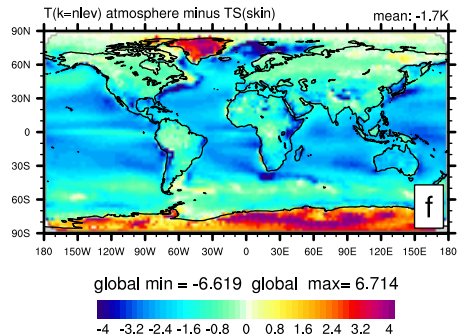 T(k=nlev) atmosphere minus TS(skin) mean: -1.7K
90N
60N
30N
0
30S
60S
90S
f
180 150W 120W 90W 60W 30W 0 30E 60E 90E 120E 150E 180
global min = -6.619 global max= 6.714
-4 -3.2 -2.4 -1.6 -0.8 0 0.8 1.6 2.4 3.2 4